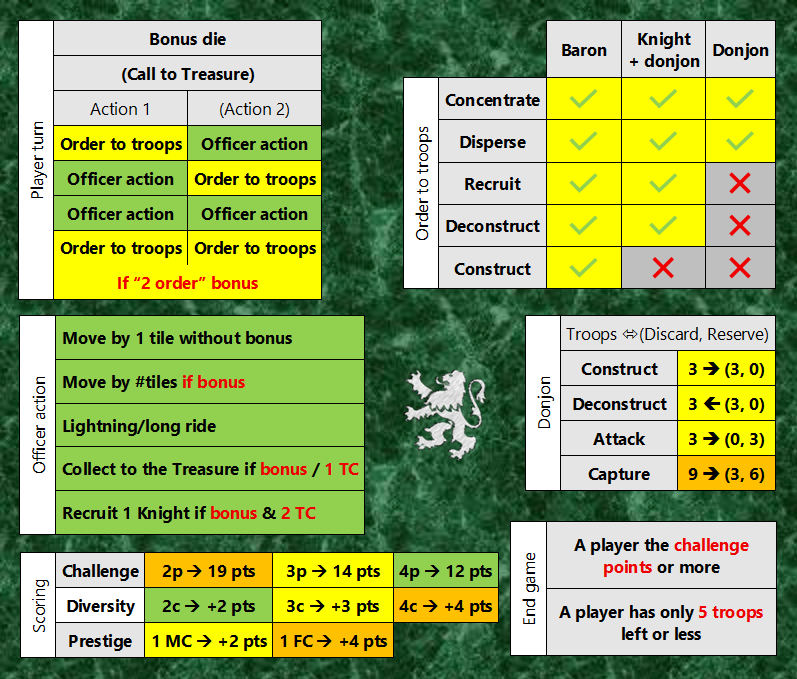 Player turn
Bonus die
(Call to Treasure)
Action 1 (Action 2)
Order to troops Officer action
Officer action Order to troops
Officer action Officer action
Order to troops Order to troops
If “2 order” bonus
Order to troops
Baron Knight + donjon Donjon
Concentrate ✓ ✓ ✓
Disperse ✓ ✓ ✓
Recruit ✓ ✓ ✕
Deconstruct ✓ ✓ ✕
Construct ✓ ✕ ✕
Officer action
Move by 1 tile without bonus
Move by #tiles if bonus
Lightning/long ride
Collect to the Treasure if bonus / 1 TC
Recruit 1 Knight if bonus & 2 TC
Donjon
Troops ⬄ (Discard, Reserve)
Construct 3 → (3, 0)
Deconstruct 3 ← (3, 0)
Attack 3 → (0, 3)
Capture 9 → (3, 6)
Scoring
Challenge 2p → 19 pts 3p → 14 pts 4p → 12 pts
Diversity 2c → +2 pts 3c → +3 pts 4c → +4 pts
Prestige 1 MC → +2 pts 1 FC → +4 pts
End game
A player the challenge
points or more
A player has only 5 troops
left or less